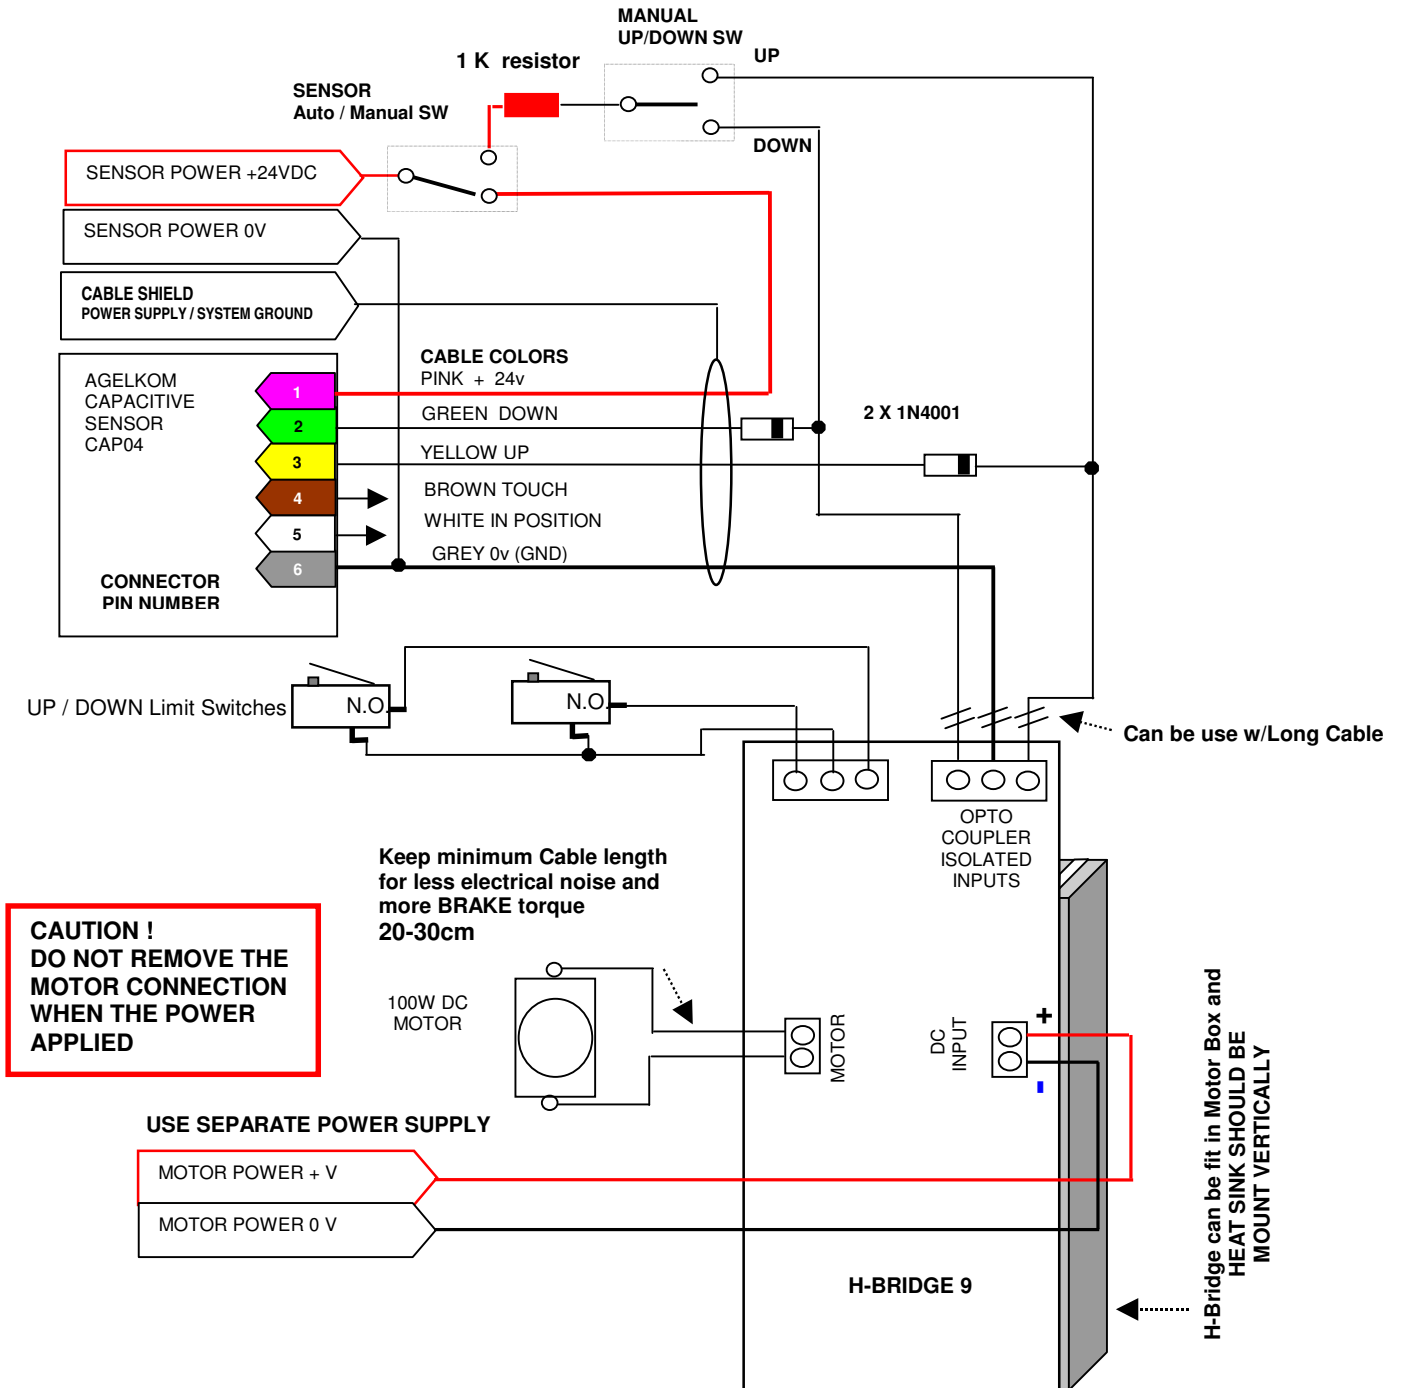 MANUAL
UP/DOWN SW
UP
1 K  resistor
SENSOR
Auto / Manual SW
DOWN
SENSOR POWER +24VDC
SENSOR POWER 0V
CABLE SHIELD
POWER SUPPLY / SYSTEM GROUND
AGELKOM
CAPACITIVE
SENSOR
CAP04
1
2
3
4
5
6
CONNECTOR
PIN NUMBER
CABLE COLORS
PINK + 24v
GREEN DOWN
YELLOW UP
BROWN TOUCH
WHITE IN POSITION
GREY 0v (GND)
2 X 1N4001
UP / DOWN Limit Switches
N.O.
N.O.
Can be use w/Long Cable
OPTO
COUPLER
ISOLATED
INPUTS
Keep minimum Cable length
for less electrical noise and
more BRAKE torque
20-30cm
CAUTION !
DO NOT REMOVE THE
MOTOR CONNECTION
WHEN THE POWER
APPLIED
100W DC
MOTOR
MOTOR
DC
INPUT
+
-
USE SEPARATE POWER SUPPLY
MOTOR POWER + V
MOTOR POWER 0 V
H-BRIDGE 9
H-Bridge can be fit in Motor Box and
HEAT SINK SHOULD BE
MOUNT VERTICALLY